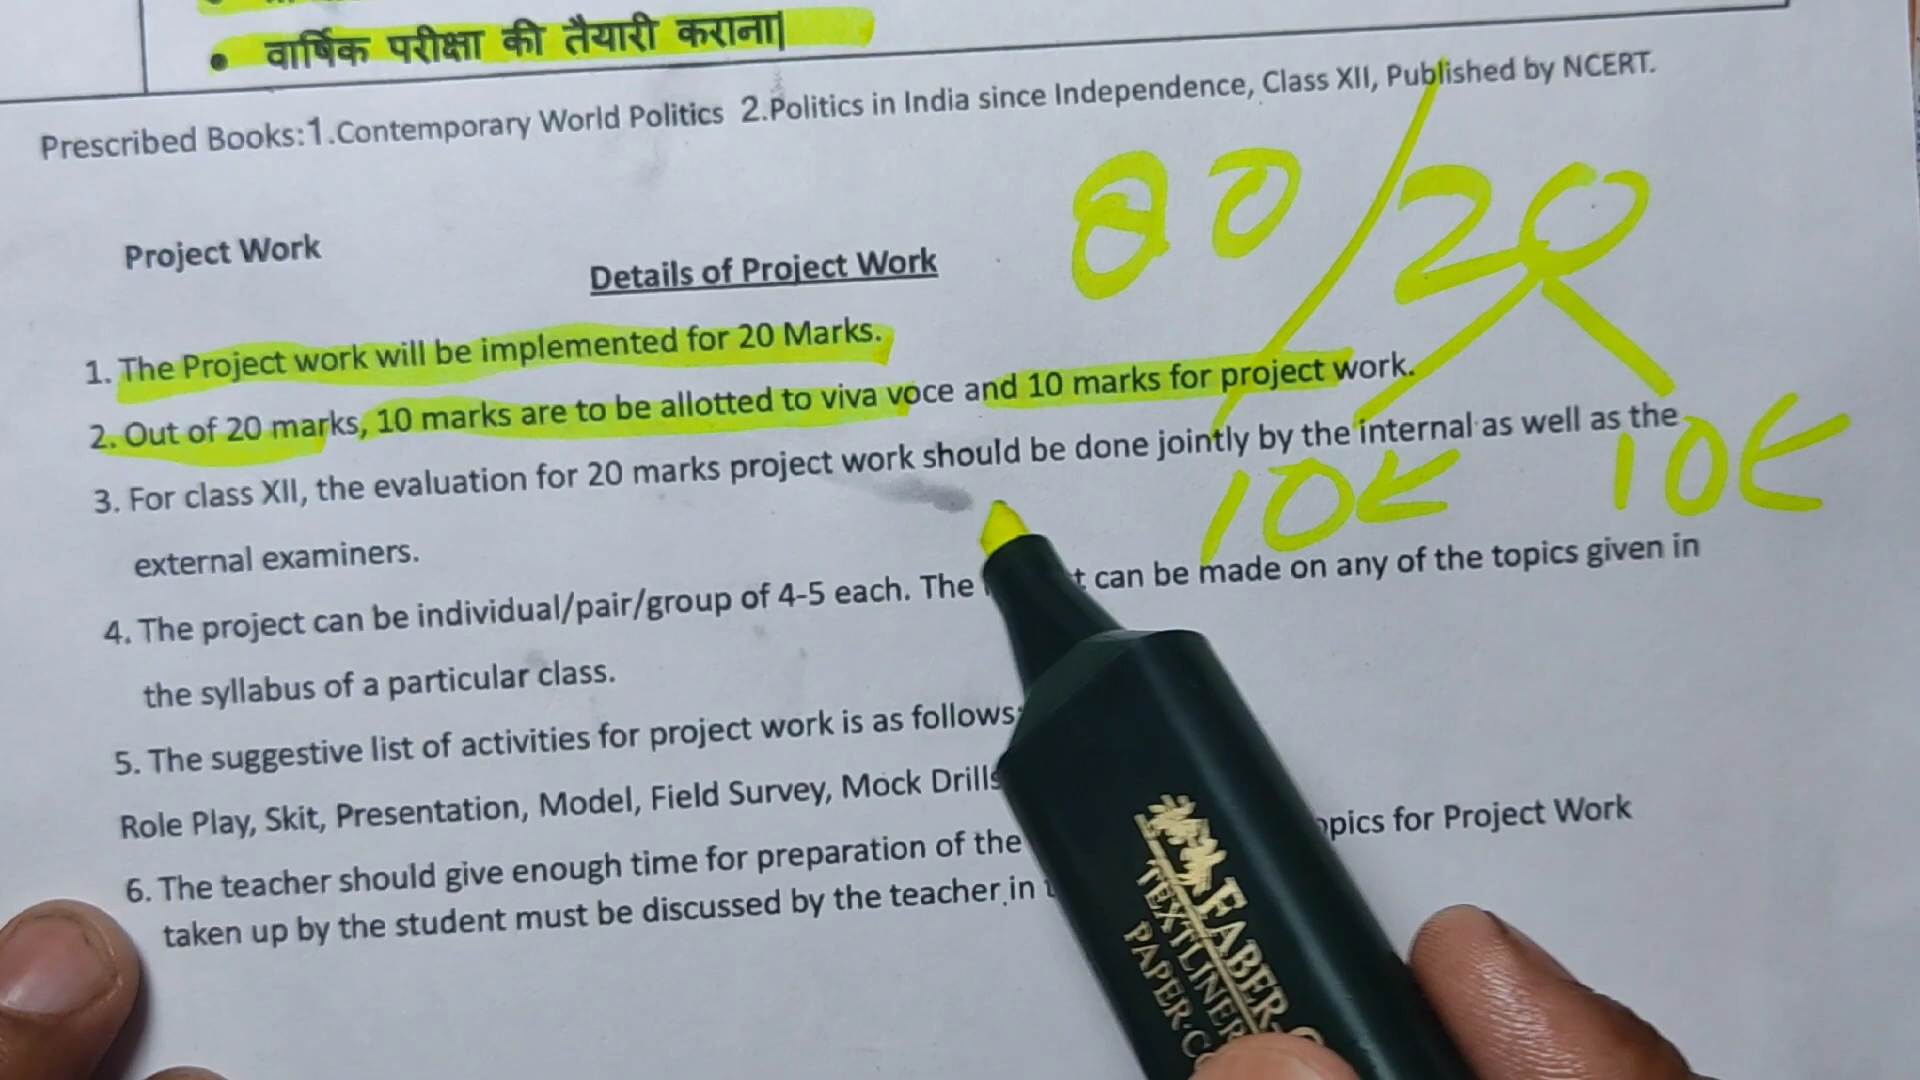 • वार्षिक परीक्षा की तैयारी कराना|
Prescribed Books:1.Contemporary World Politics 2.Politics in India since Independence, Class XII, Published by NCERT.
80/20
Project Work
Details of Project Work
1. The Project work will be implemented for 20 Marks.
2. Out of 20 marks, 10 marks are to be allotted to viva voce and 10 marks for project work.
3. For class XII, the evaluation for 20 marks project work should be done jointly by the internal as well as the
10 10
external examiners.
4. The project can be individual/pair/group of 4-5 each. The can be made on any of the topics given in
the syllabus of a particular class.
5. The suggestive list of activities for project work is as follows:
Role Play, Skit, Presentation, Model, Field Survey, Mock Drills
6. The teacher should give enough time for preparation of the for Project Work
taken up by the student must be discussed by the teacher in
FABER-C
TEXTLINER
PAPER